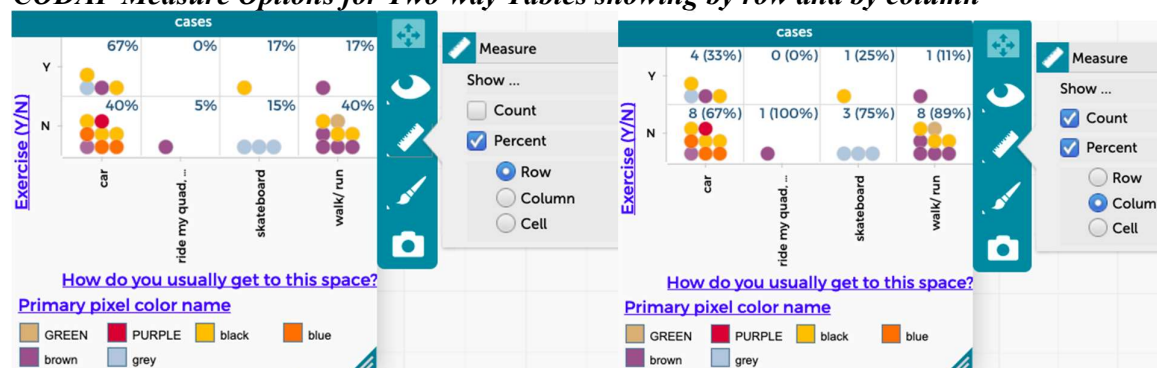 CODAP Measure Options for Two-way Tables showing by row and by column
cases
67% 0% 17% 17%
Y
40% 5% 15% 40%
N
Exercise (Y/N)
car
ride my quad, ...
skateboard
walk/ run
How do you usually get to this space?
Primary pixel color name
GREEN PURPLE black blue
brown grey
Measure
Show ...
Count
Percent
Row
Column
Cell
cases
4 (33%) 0 (0%) 1 (25%) 1 (11%)
Y
8 (67%) 1 (100%) 3 (75%) 8 (89%)
N
Exercise (Y/N)
car
ride my quad, ...
skateboard
walk/ run
How do you usually get to this space?
Primary pixel color name
GREEN PURPLE black blue
brown grey
Measure
Show ...
Count
Percent
Row
Colum
Cell